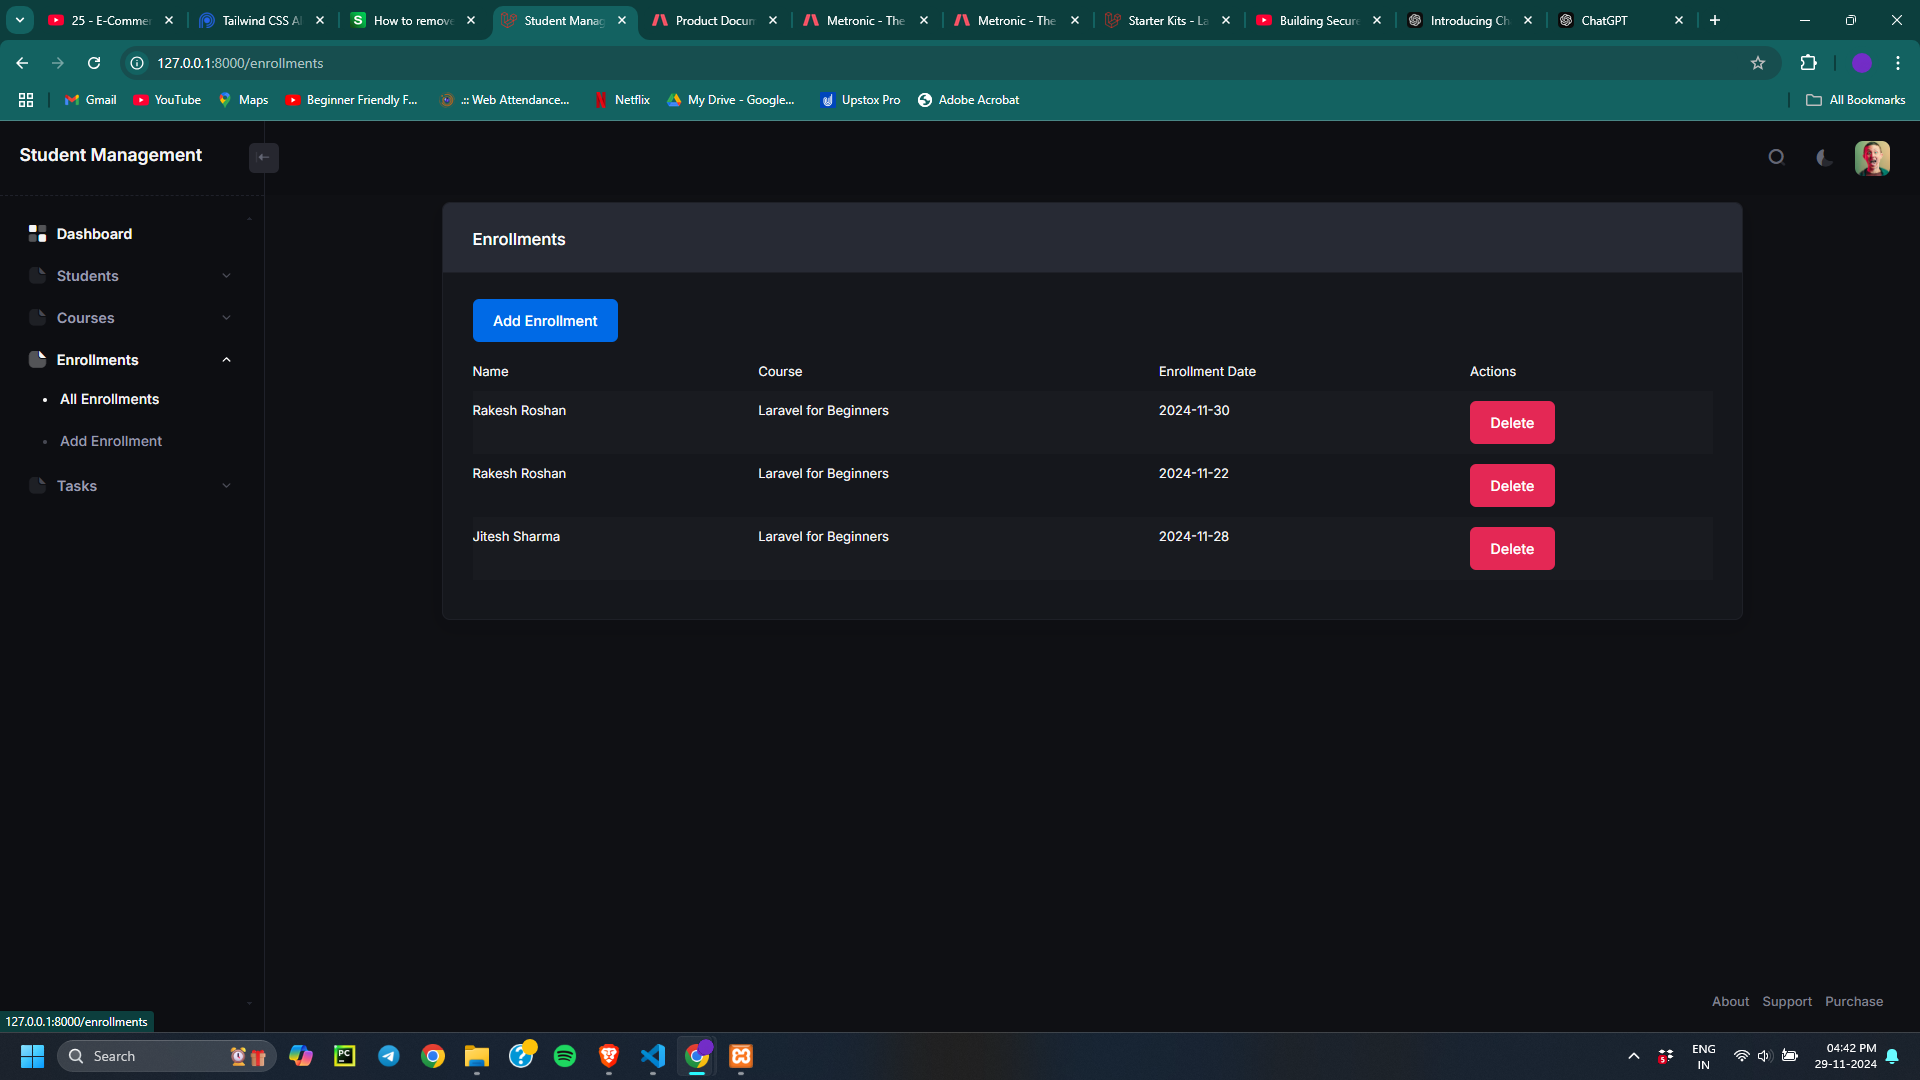 25 - E-Commer
Tailwind CSS Al
How to remove
Student Manag
Product Docum
Metronic - The
Metronic - The
Starter Kits - La
Building Secure
Introducing Ch
ChatGPT
127.0.0.1:8000/enrollments
Gmail
YouTube
Maps
Beginner Friendly F...
.:: Web Attendance...
Netflix
My Drive - Google...
Upstox Pro
Adobe Acrobat
All Bookmarks
Student Management
Dashboard
Students
Courses
Enrollments
All Enrollments
Add Enrollment
Tasks
Enrollments
Add Enrollment
Name Course Enrollment Date Actions
Rakesh Roshan Laravel for Beginners 2024-11-30 Delete
Rakesh Roshan Laravel for Beginners 2024-11-22 Delete
Jitesh Sharma Laravel for Beginners 2024-11-28 Delete
About Support Purchase
127.0.0.1:8000/enrollments
Search
PC
5
ENG
IN
04:42 PM
29-11-2024